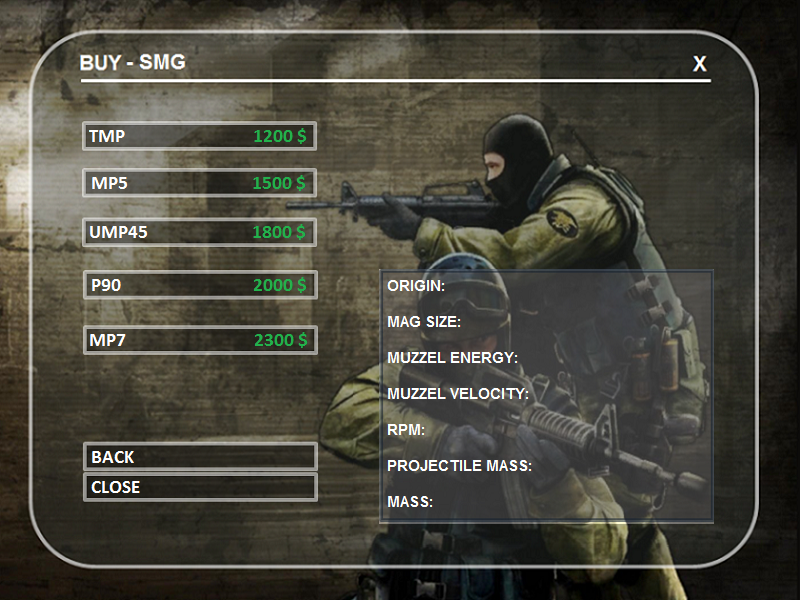 BUY - SMG
X
TMP 1200 $
MP5 1500 $
UMP45 1800 $
P90 2000 $
MP7 2300 $
ORIGIN:
MAG SIZE:
MUZZEL ENERGY:
MUZZEL VELOCITY:
RPM:
PROJECTILE MASS:
MASS:
BACK
CLOSE